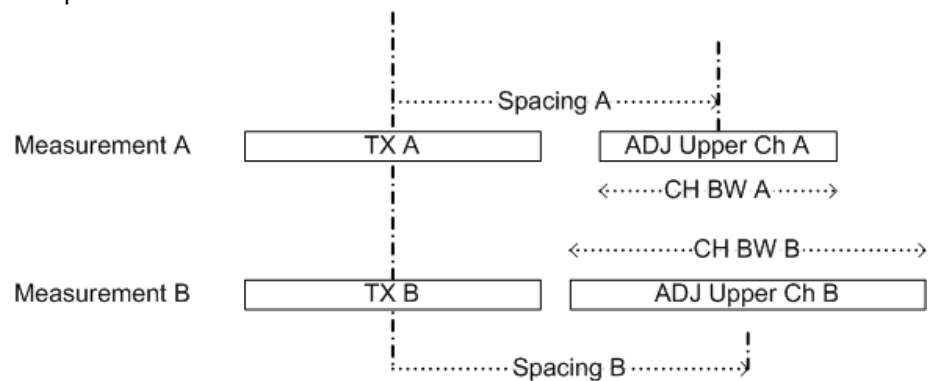 Spacing A
Measurement A
TX A
ADJ Upper Ch A
CH BW A
CH BW B
Measurement B
TX B
ADJ Upper Ch B
Spacing B